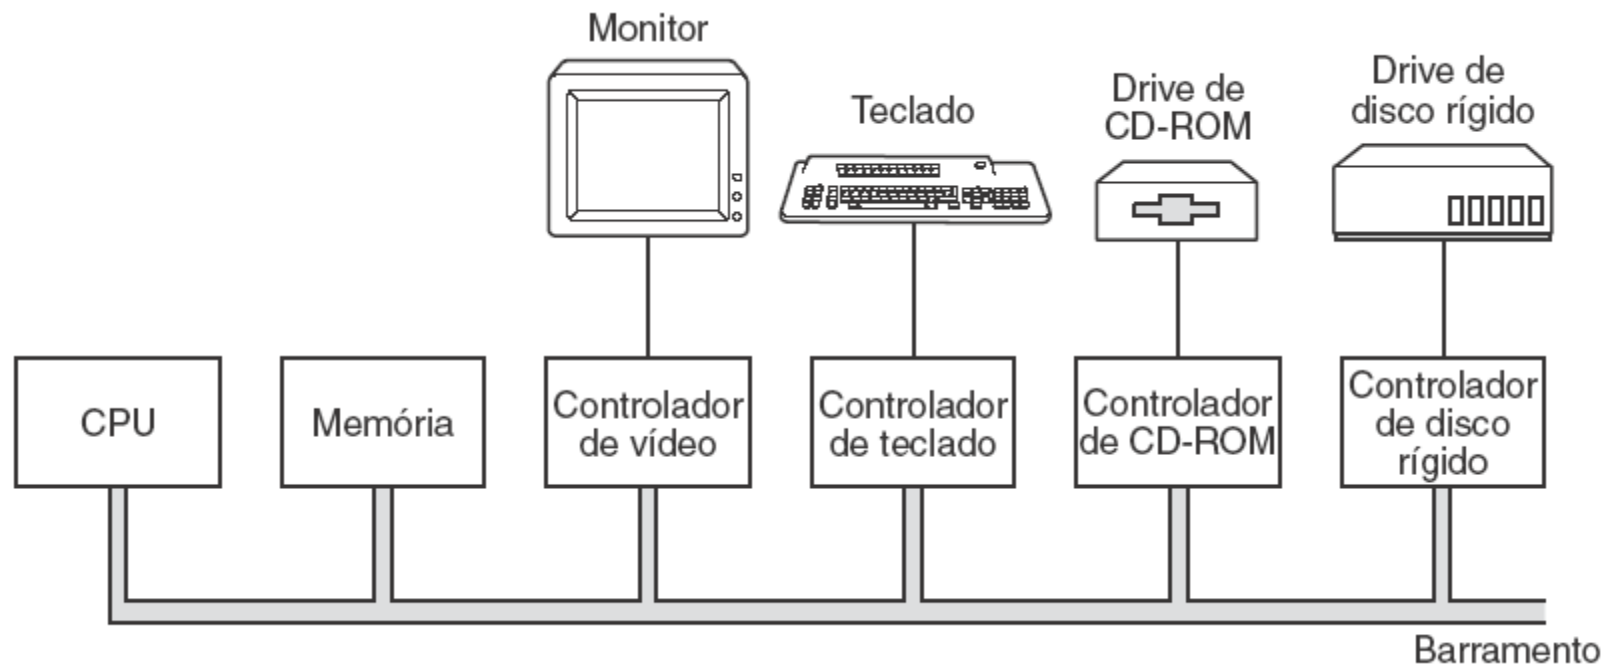 Monitor
Teclado
Drive de
CD-ROM
Drive de
disco rígido
CPU
Memória
Controlador
de vídeo
Controlador
de teclado
Controlador
de CD-ROM
Controlador
de disco
rígido
Barramento